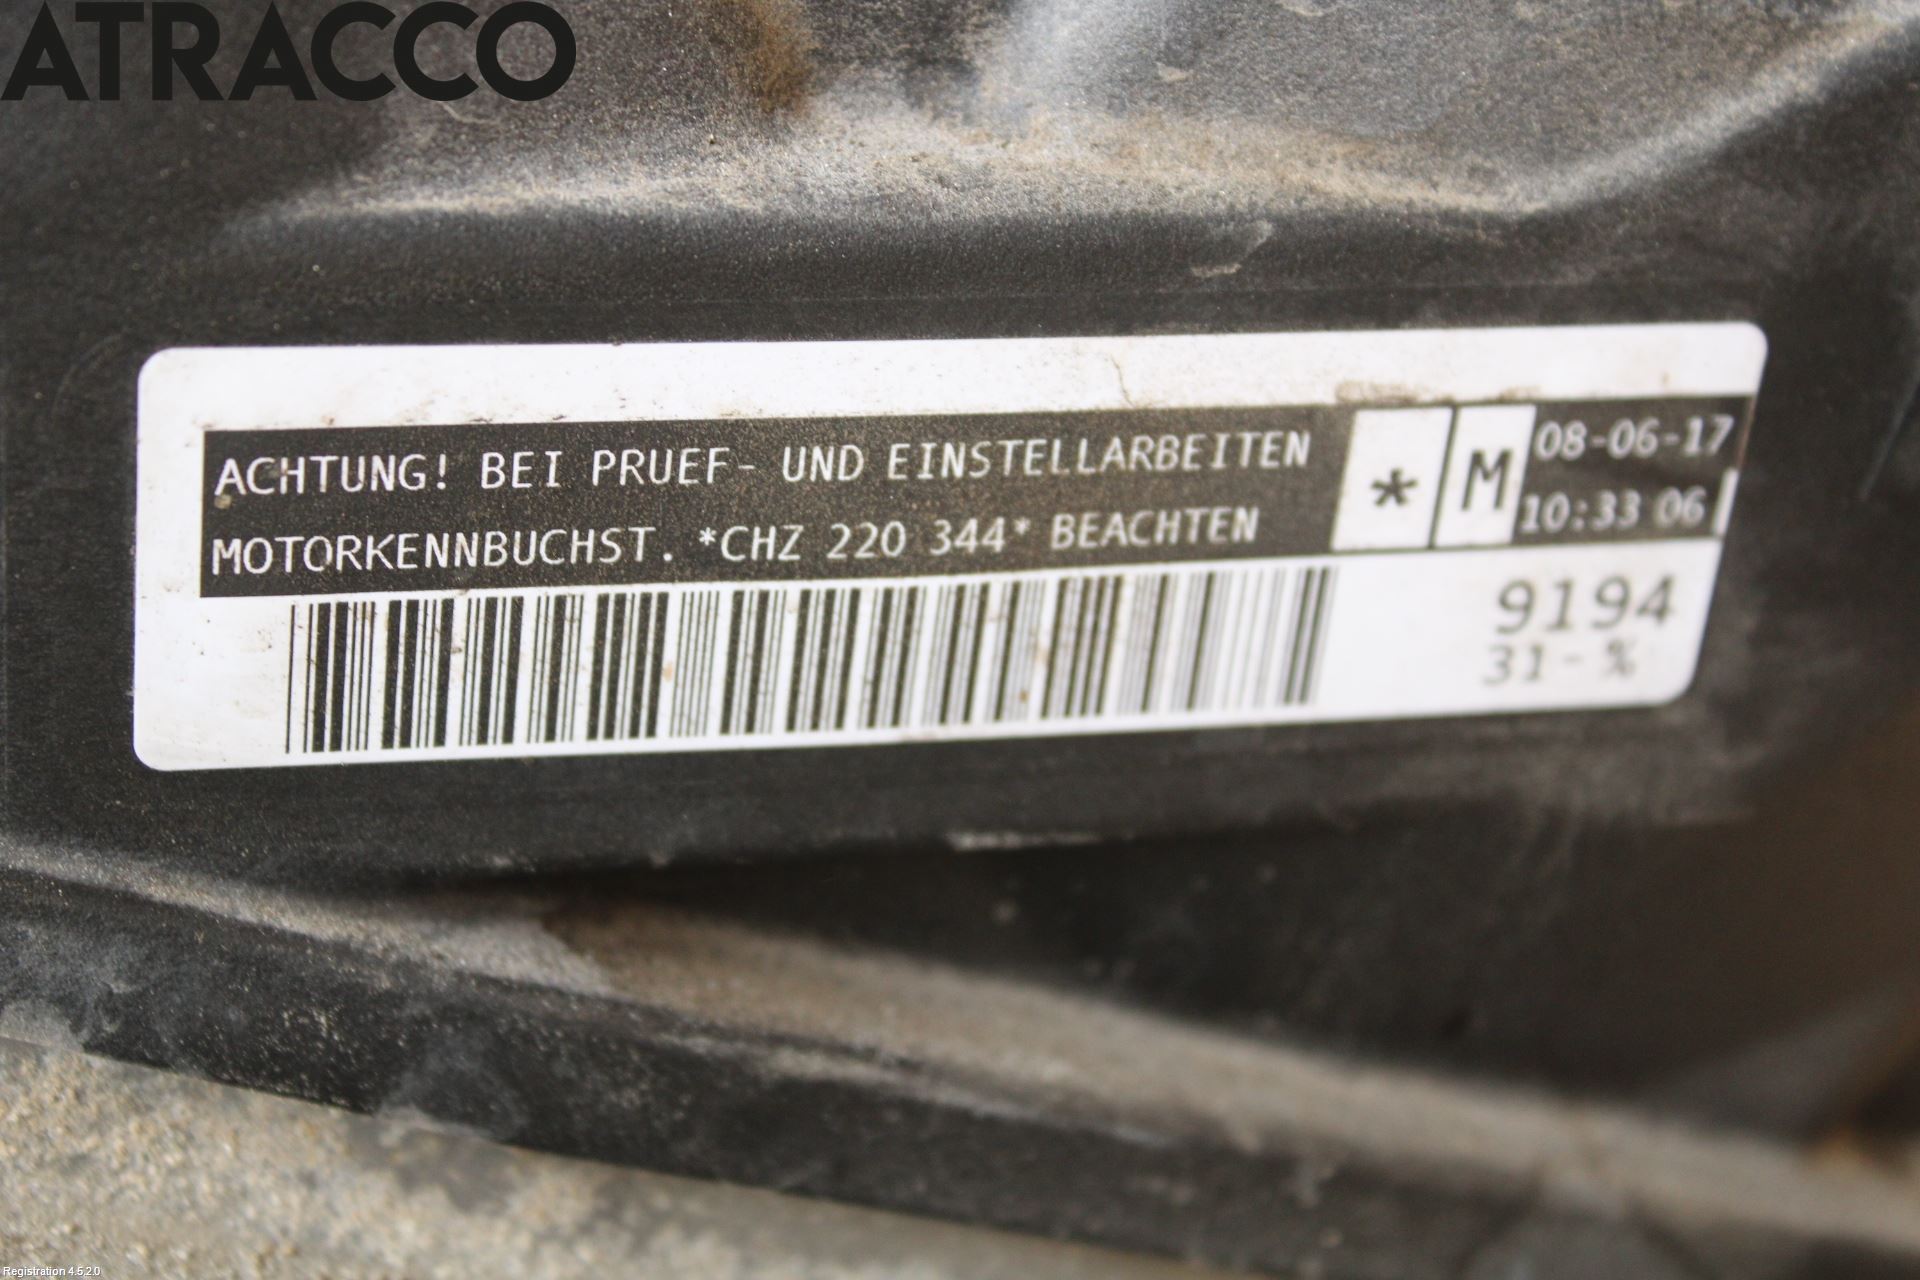 ATRACCO
ACHTUNG! BEI PRUEF- UND EINSTELLARBEITEN
MOTORKENNBUCHST. *CHZ 220 344* BEACHTEN
* M
08-06-17
10:33 06
9194
31-%
Registration 4.5.2.0